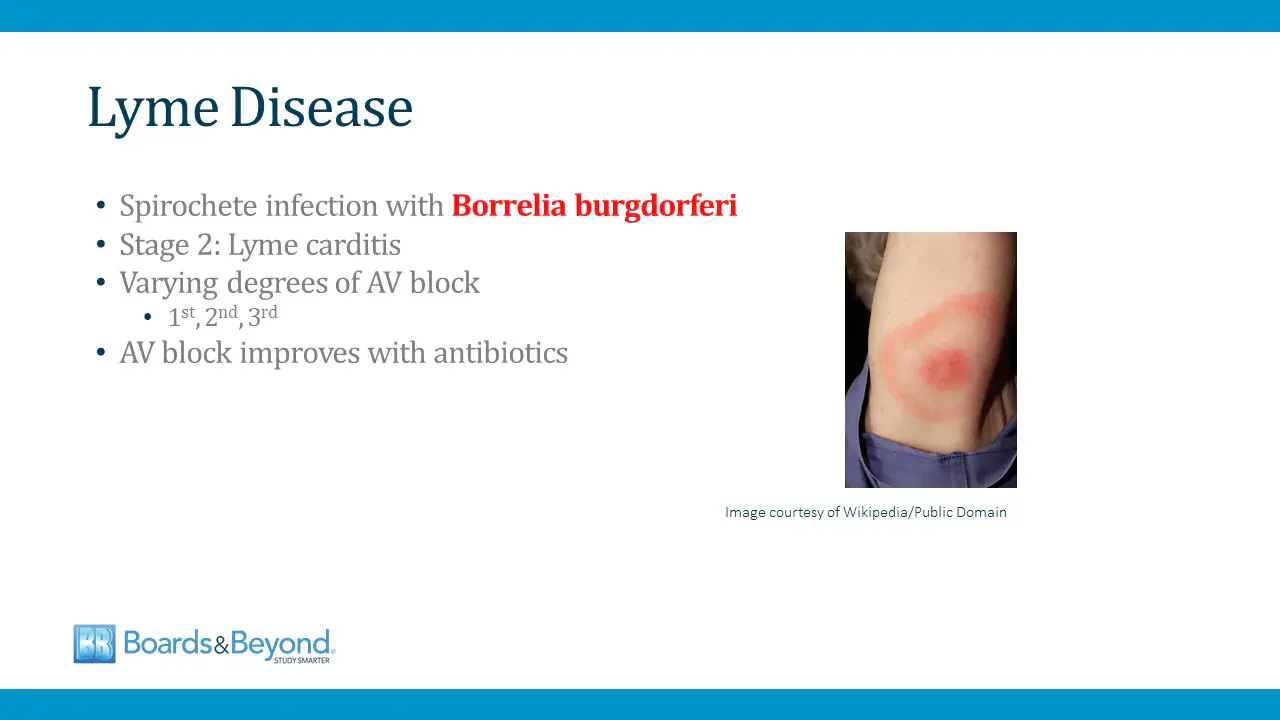 Lyme Disease
• Spirochete infection with Borrelia burgdorferi
• Stage 2: Lyme carditis
• Varying degrees of AV block
• 1st, 2nd, 3rd
• AV block improves with antibiotics
Image courtesy of Wikipedia/Public Domain
BB Boards&Beyond®
STUDY SMARTER